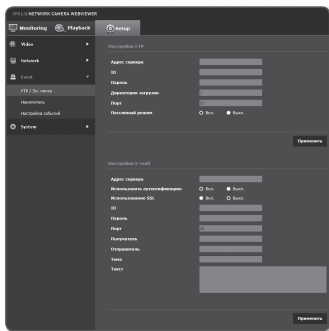 iPOLiS NETWORK CAMERA WEBVIEWER
Monitoring Playback Setup
Video
Network
Event
FTP / Эл. почта
Накопитель
Настройка событий
System
Настройка FTP
Адрес сервера
ID
Пароль
Директория загрузки
Порт
Пассивный режим Вкл. Выкл.
Применить
Настройка E-mail
Адрес сервера
Использовать аутентификацию Вкл. Выкл.
Использование SSL Вкл. Выкл.
ID
Пароль
Порт
Получатель
Отправитель
Тема
Текст
Применить